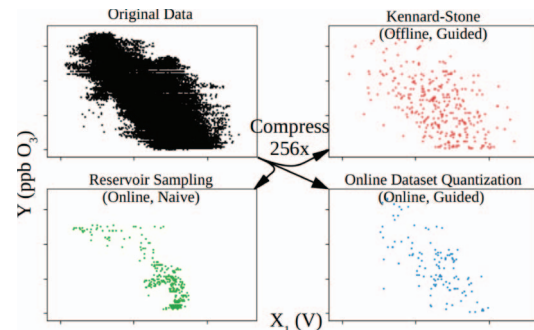 Original Data
Kennard-Stone
(Offline, Guided)
Compress
256x
Reservoir Sampling
(Online, Naive)
Online Dataset Quantization
(Online, Guided)
Y (ppb O₃)
X₁ (V)